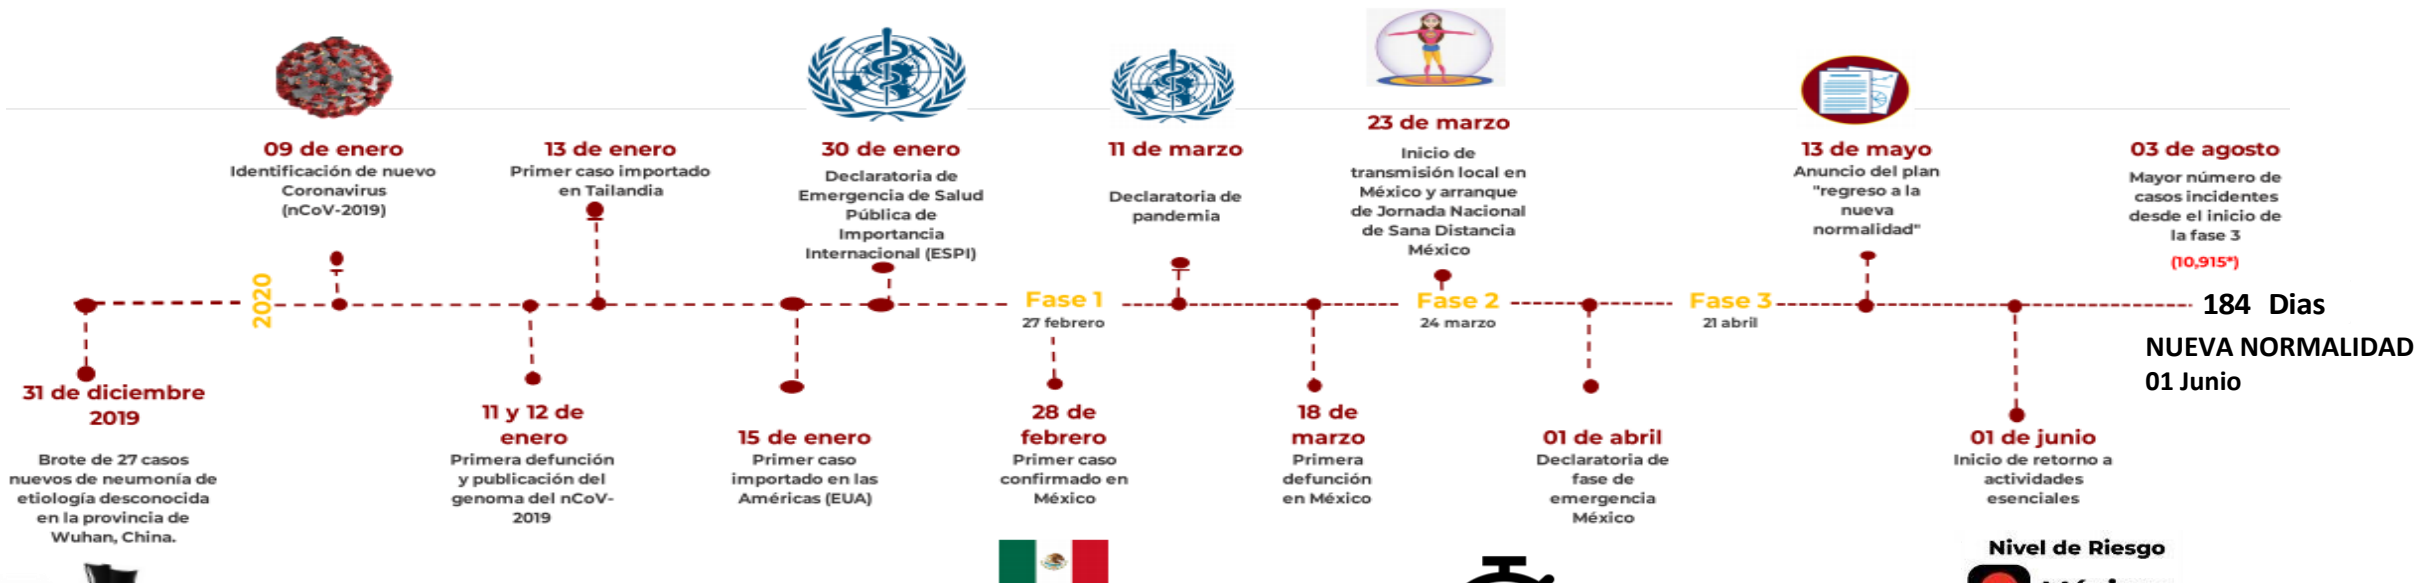 09 de enero
Identificación de nuevo
Coronavirus
(nCoV-2019)
13 de enero
Primer caso importado
en Tailandia
30 de enero
Declaratoria de
Emergencia de Salud
Pública de
Importancia
Internacional (ESPI)
11 de marzo
Declaratoria de
pandemia
23 de marzo
Inicio de
transmisión local en
México y arranque
de Jornada Nacional
de Sana Distancia
México
13 de mayo
Anuncio del plan
"regreso a la
nueva
normalidad"
03 de agosto
Mayor número de
casos incidentes
desde el inicio de
la fase 3
(10,915*)
2020
Fase 1
27 febrero
Fase 2
24 marzo
Fase 3
21 abril
184 Dias
NUEVA NORMALIDAD
01 Junio
31 de diciembre
2019
Brote de 27 casos
nuevos de neumonía de
etiología desconocida
en la provincia de
Wuhan, China.
11 y 12 de
enero
Primera defunción
y publicación del
genoma del nCoV-
2019
15 de enero
Primer caso
importado en las
Américas (EUA)
28 de
febrero
Primer caso
confirmado en
México
18 de
marzo
Primera
defunción
en México
01 de abril
Declaratoria de
fase de
emergencia
México
01 de junio
Inicio de retorno a
actividades
esenciales
Nivel de Riesgo